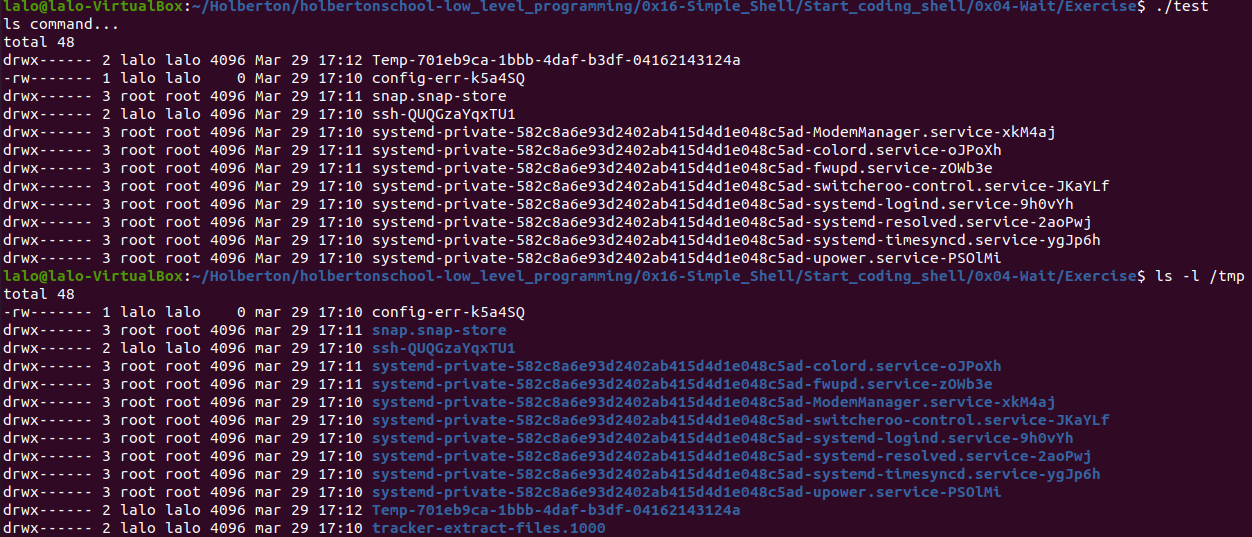 lalo@lalo-VirtualBox:~/Holberton/holbertonschool-low_level_programming/0x16-Simple_Shell/Start_coding_shell/0x04-Wait/Exercise$ ./test
ls command...
total 48
drwx------ 2 lalo lalo 4096 Mar 29 17:12 Temp-701eb9ca-1bbb-4daf-b3df-04162143124a
-rw------- 1 lalo lalo    0 Mar 29 17:10 config-err-k5a4SQ
drwx------ 3 root root 4096 Mar 29 17:11 snap.snap-store
drwx------ 2 lalo lalo 4096 Mar 29 17:10 ssh-QUQGzaYqxTU1
drwx------ 3 root root 4096 Mar 29 17:10 systemd-private-582c8a6e93d2402ab415d4d1e048c5ad-ModemManager.service-xkM4aj
drwx------ 3 root root 4096 Mar 29 17:11 systemd-private-582c8a6e93d2402ab415d4d1e048c5ad-colord.service-oJPoXh
drwx------ 3 root root 4096 Mar 29 17:11 systemd-private-582c8a6e93d2402ab415d4d1e048c5ad-fwupd.service-zOWb3e
drwx------ 3 root root 4096 Mar 29 17:10 systemd-private-582c8a6e93d2402ab415d4d1e048c5ad-switcheroo-control.service-JKaYLf
drwx------ 3 root root 4096 Mar 29 17:10 systemd-private-582c8a6e93d2402ab415d4d1e048c5ad-systemd-logind.service-9h0vYh
drwx------ 3 root root 4096 Mar 29 17:10 systemd-private-582c8a6e93d2402ab415d4d1e048c5ad-systemd-resolved.service-2aoPwj
drwx------ 3 root root 4096 Mar 29 17:10 systemd-private-582c8a6e93d2402ab415d4d1e048c5ad-systemd-timesyncd.service-ygJp6h
drwx------ 3 root root 4096 Mar 29 17:10 systemd-private-582c8a6e93d2402ab415d4d1e048c5ad-upower.service-PSOlMi
lalo@lalo-VirtualBox:~/Holberton/holbertonschool-low_level_programming/0x16-Simple_Shell/Start_coding_shell/0x04-Wait/Exercise$ ls -l /tmp
total 48
-rw------- 1 lalo lalo    0 mar 29 17:10 config-err-k5a4SQ
drwx------ 3 root root 4096 mar 29 17:11 snap.snap-store
drwx------ 2 lalo lalo 4096 mar 29 17:10 ssh-QUQGzaYqxTU1
drwx------ 3 root root 4096 mar 29 17:11 systemd-private-582c8a6e93d2402ab415d4d1e048c5ad-colord.service-oJPoXh
drwx------ 3 root root 4096 mar 29 17:11 systemd-private-582c8a6e93d2402ab415d4d1e048c5ad-fwupd.service-zOWb3e
drwx------ 3 root root 4096 mar 29 17:10 systemd-private-582c8a6e93d2402ab415d4d1e048c5ad-ModemManager.service-xkM4aj
drwx------ 3 root root 4096 mar 29 17:10 systemd-private-582c8a6e93d2402ab415d4d1e048c5ad-switcheroo-control.service-JKaYLf
drwx------ 3 root root 4096 mar 29 17:10 systemd-private-582c8a6e93d2402ab415d4d1e048c5ad-systemd-logind.service-9h0vYh
drwx------ 3 root root 4096 mar 29 17:10 systemd-private-582c8a6e93d2402ab415d4d1e048c5ad-systemd-resolved.service-2aoPwj
drwx------ 3 root root 4096 mar 29 17:10 systemd-private-582c8a6e93d2402ab415d4d1e048c5ad-systemd-timesyncd.service-ygJp6h
drwx------ 3 root root 4096 mar 29 17:10 systemd-private-582c8a6e93d2402ab415d4d1e048c5ad-upower.service-PSOlMi
drwx------ 2 lalo lalo 4096 mar 29 17:12 Temp-701eb9ca-1bbb-4daf-b3df-04162143124a
drwx------ 2 lalo lalo 4096 mar 29 17:10 tracker-extract-files.1000